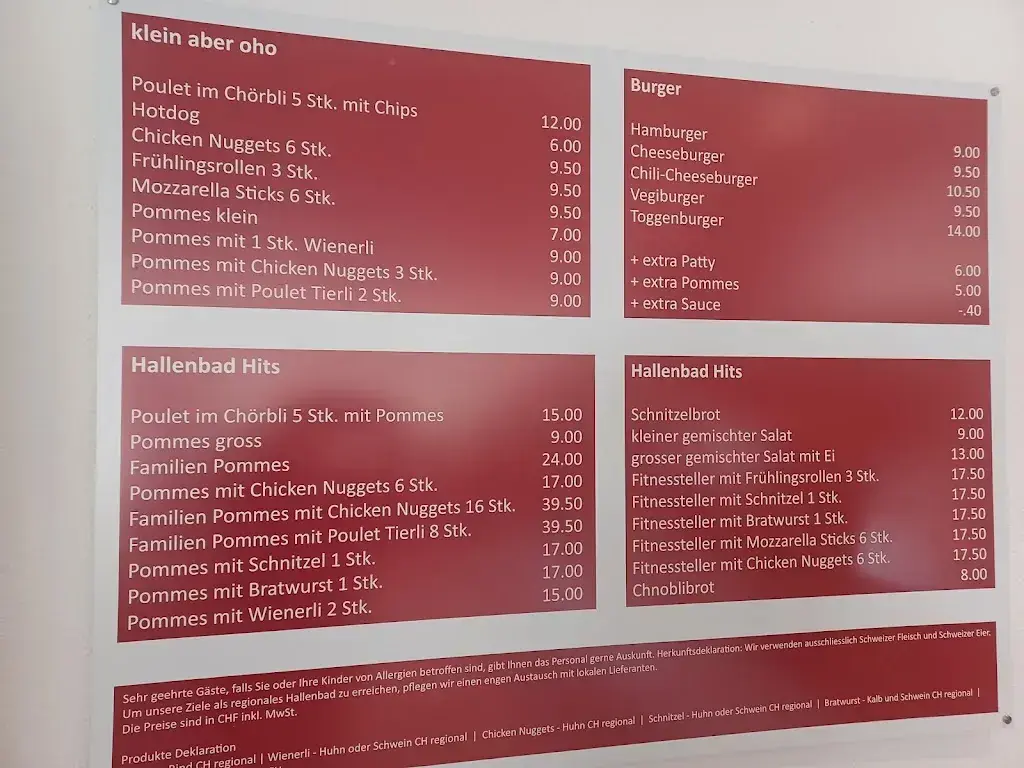 klein aber oho
Poulet im Chörbli 5 Stk. mit Chips 12.00
Hotdog 6.00
Chicken Nuggets 6 Stk. 9.50
Frühlingsrollen 3 Stk. 9.50
Mozzarella Sticks 6 Stk. 9.50
Pommes klein 7.00
Pommes mit 1 Stk. Wienerli 9.00
Pommes mit Chicken Nuggets 3 Stk. 9.00
Pommes mit Poulet Tierli 2 Stk. 9.00
Burger
Hamburger 9.00
Cheeseburger 9.50
Chili-Cheeseburger 10.50
Vegiburger 9.50
Toggenburger 14.00
+ extra Patty 6.00
+ extra Pommes 5.00
+ extra Sauce -.40
Hallenbad Hits
Poulet im Chörbli 5 Stk. mit Pommes 15.00
Pommes gross 9.00
Familien Pommes 24.00
Pommes mit Chicken Nuggets 6 Stk. 17.00
Familien Pommes mit Chicken Nuggets 16 Stk. 39.50
Familien Pommes mit Poulet Tierli 8 Stk. 39.50
Pommes mit Schnitzel 1 Stk. 17.00
Pommes mit Bratwurst 1 Stk. 17.00
Pommes mit Wienerli 2 Stk. 15.00
Hallenbad Hits
Schnitzelbrot 12.00
kleiner gemischter Salat 9.00
grosser gemischter Salat mit Ei 13.00
Fitnessteller mit Frühlingsrollen 3 Stk. 17.50
Fitnessteller mit Schnitzel 1 Stk. 17.50
Fitnessteller mit Bratwurst 1 Stk. 17.50
Fitnessteller mit Mozzarella Sticks 6 Stk. 17.50
Fitnessteller mit Chicken Nuggets 6 Stk. 17.50
Chnoblibrot 8.00
Sehr geehrte Gäste, falls Sie oder Ihre Kinder von Allergien betroffen sind, gibt Ihnen das Personal gerne Auskunft. Herkunftsdeklaration: Wir verwenden ausschliesslich Schweizer Fleisch und Schweizer Eier.
Um unsere Ziele als regionales Hallenbad zu erreichen, pflegen wir einen engen Austausch mit lokalen Lieferanten.
Die Preise sind in CHF inkl. MwSt.
Produkte Deklaration
Rind CH regional | Wienerli - Huhn oder Schwein CH regional | Chicken Nuggets - Huhn CH regional | Schnitzel - Huhn oder Schwein CH regional | Bratwurst - Kalb und Schwein CH regional |